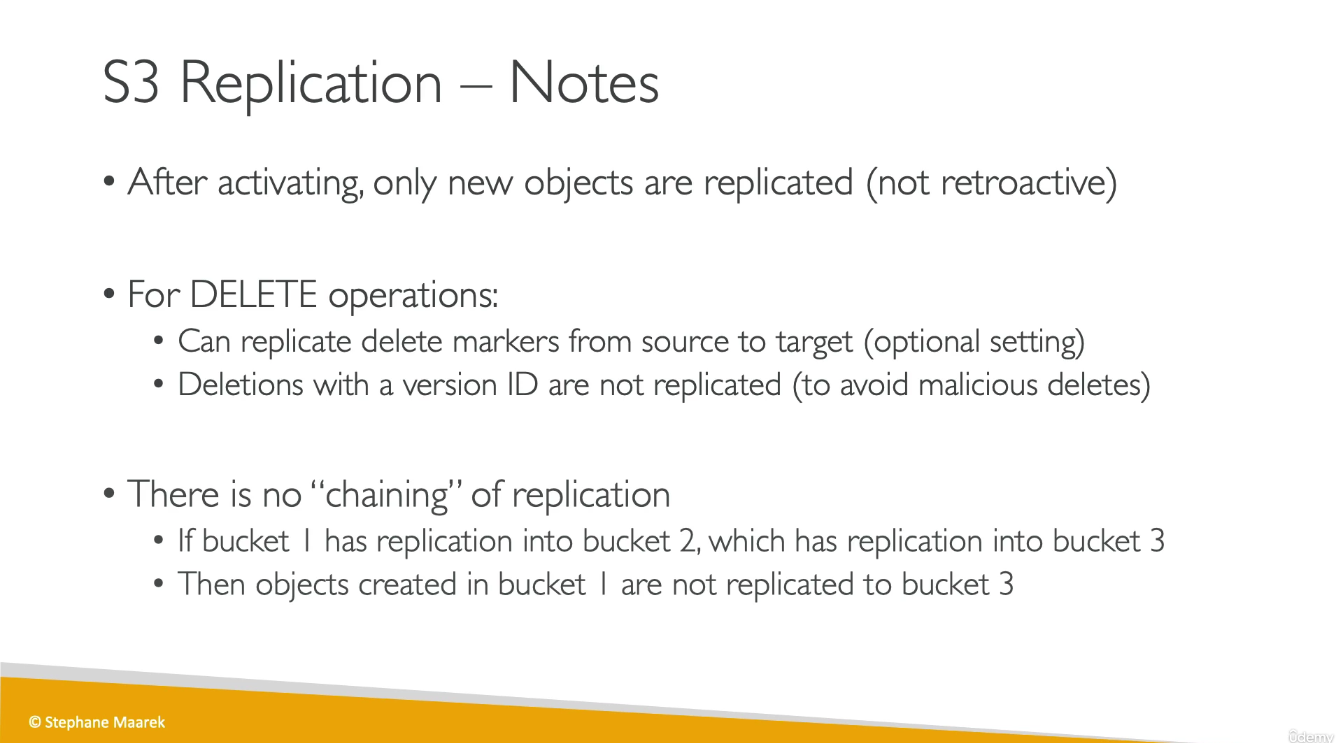 S3 Replication – Notes
• After activating, only new objects are replicated (not retroactive)
• For DELETE operations:
• Can replicate delete markers from source to target (optional setting)
• Deletions with a version ID are not replicated (to avoid malicious deletes)
• There is no “chaining” of replication
• If bucket 1 has replication into bucket 2, which has replication into bucket 3
• Then objects created in bucket 1 are not replicated to bucket 3
© Stephane Maarek
ûdemy